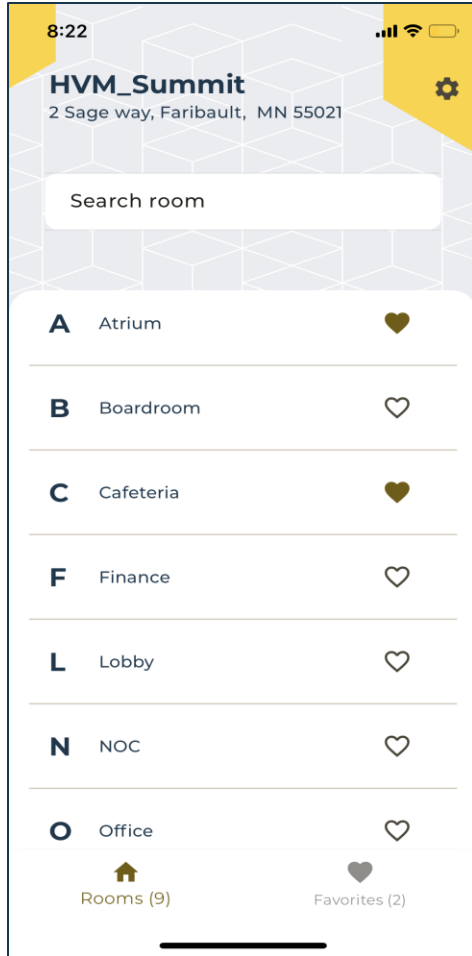 8:22
HVM_Summit
2 Sage way, Faribault, MN 55021
Search room
A Atrium
B Boardroom
C Cafeteria
F Finance
L Lobby
N NOC
O Office
Rooms (9) Favorites (2)